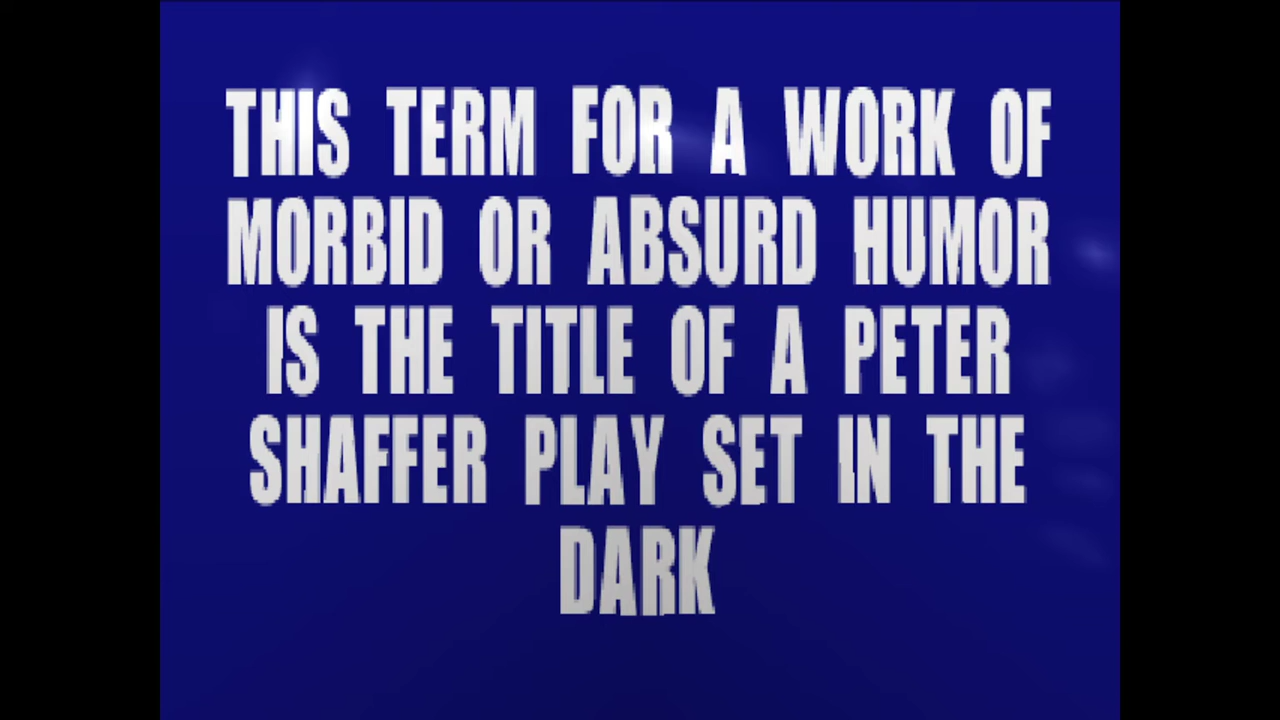 THIS TERM FOR A WORK OF
MORBID OR ABSURD HUMOR
IS THE TITLE OF A PETER
SHAFFER PLAY SET IN THE
DARK